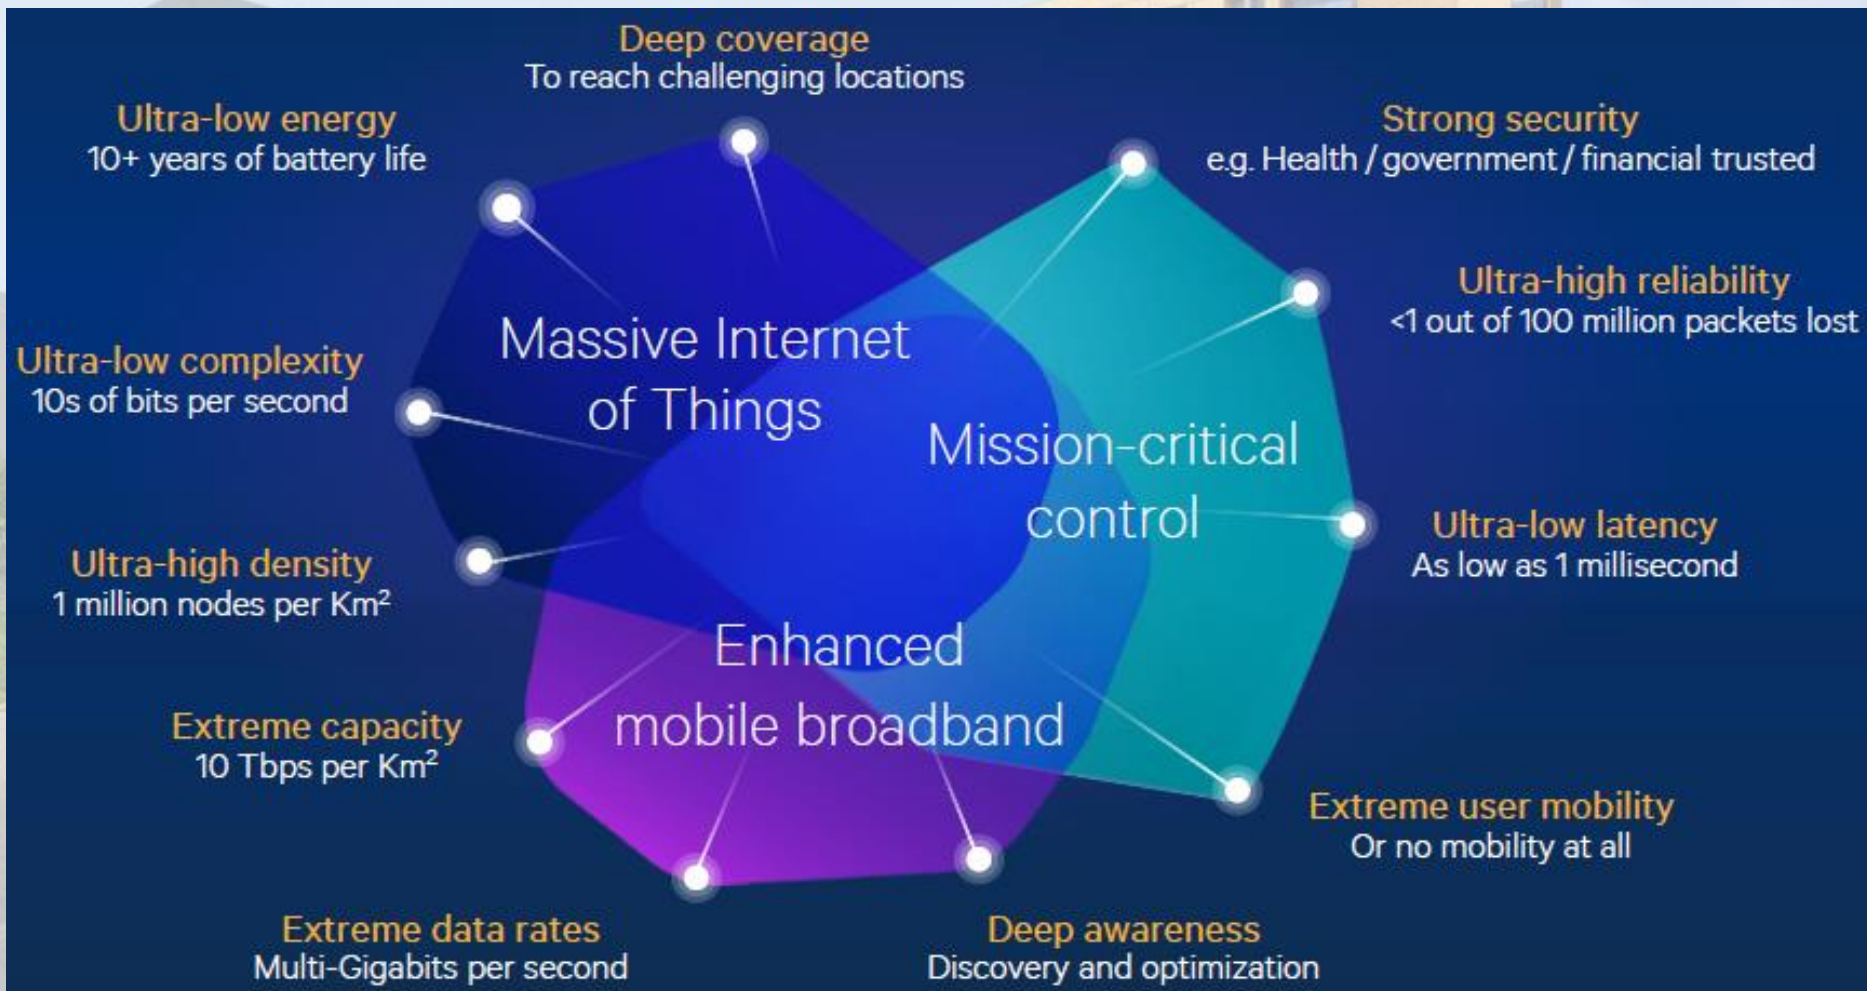 Deep coverage
To reach challenging locations
Ultra-low energy
10+ years of battery life
Strong security
e.g. Health / government / financial trusted
Ultra-high reliability
<1 out of 100 million packets lost
Massive Internet
of Things
Ultra-low complexity
10s of bits per second
Mission-critical
control
Ultra-low latency
As low as 1 millisecond
Ultra-high density
1 million nodes per Km²
Enhanced
mobile broadband
Extreme capacity
10 Tbps per Km²
Extreme user mobility
Or no mobility at all
Extreme data rates
Multi-Gigabits per second
Deep awareness
Discovery and optimization